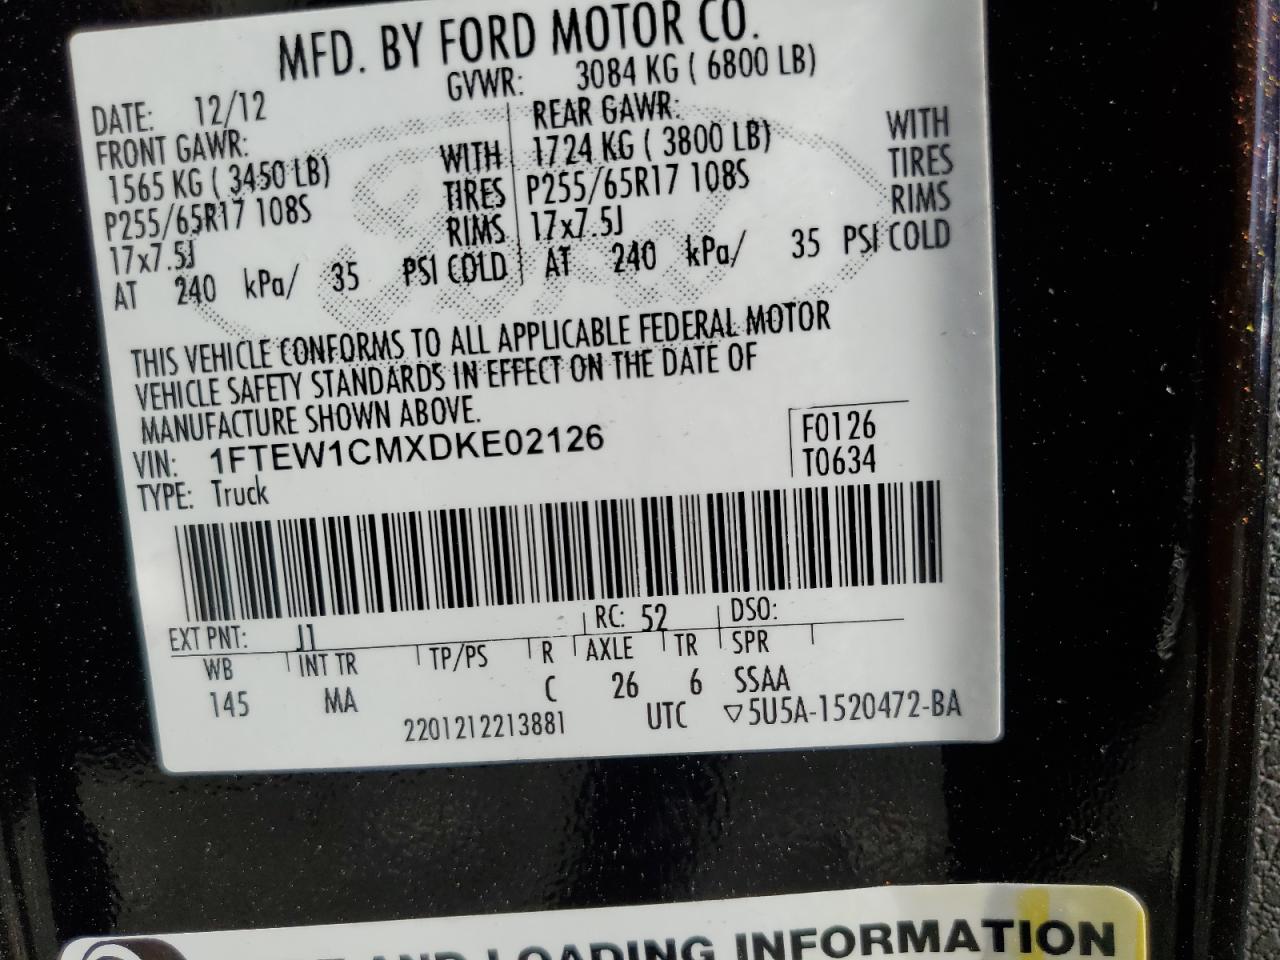 MFD. BY FORD MOTOR CO.
DATE: 12/12 GVWR: 3084 KG ( 6800 LB)
FRONT GAWR: REAR GAWR:
1565 KG ( 3450 LB) WITH 1724 KG ( 3800 LB) WITH
P255/65R17 108S TIRES P255/65R17 108S TIRES
17x7.5J RIMS 17x7.5J RIMS
AT 240 kPa/ 35 PSI COLD AT 240 kPa/ 35 PSI COLD
THIS VEHICLE CONFORMS TO ALL APPLICABLE FEDERAL MOTOR
VEHICLE SAFETY STANDARDS IN EFFECT ON THE DATE OF
MANUFACTURE SHOWN ABOVE.
VIN: 1FTEW1CMXDKE02126 F0126
TYPE: Truck T0634
EXT PNT: J1 RC: 52 DSO:
WB INT TR TP/PS R AXLE TR SPR
145 MA C 26 6 SSAA
2201212213881 UTC ▽5U5A-1520472-BA
AND LOADING INFORMATION